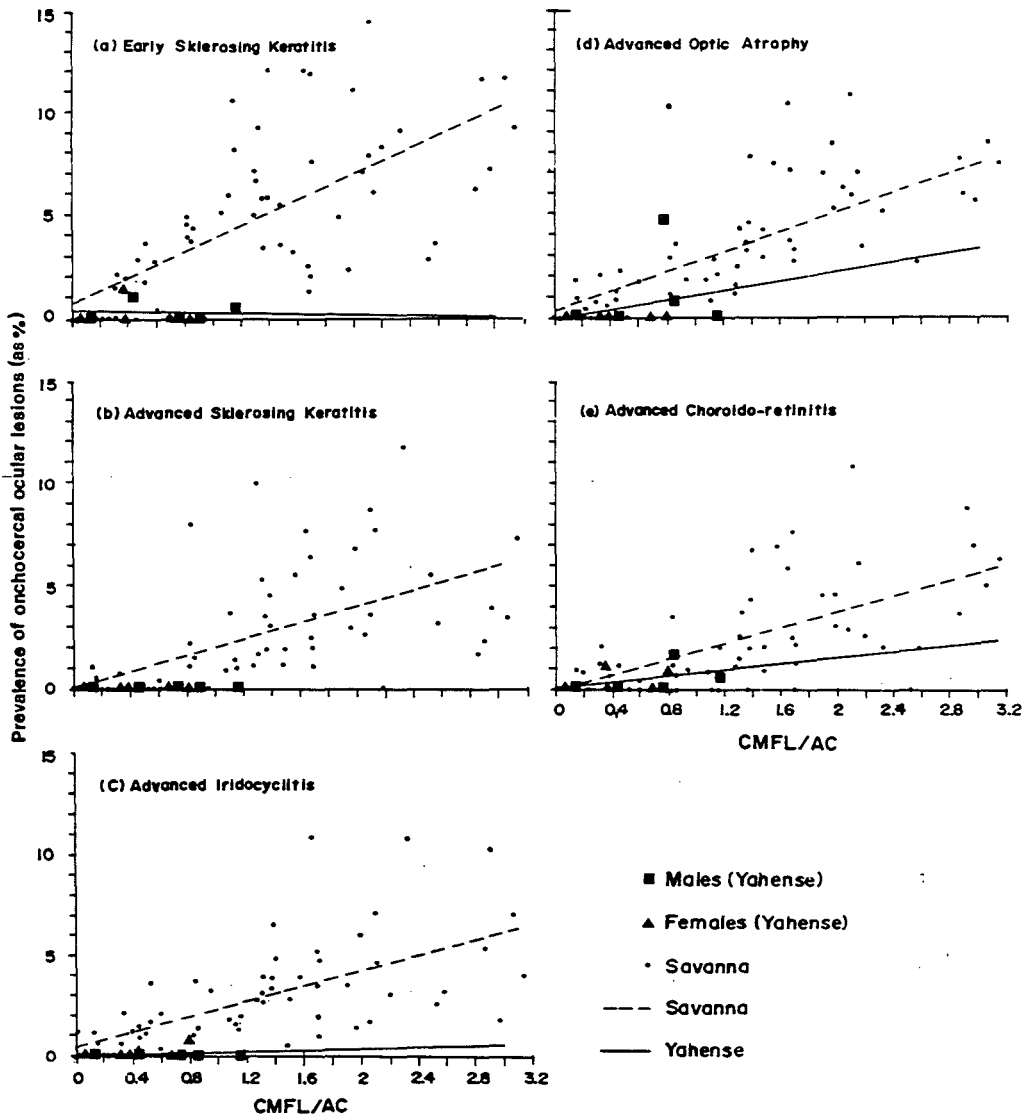 Prevalence of onchocercal ocular lesions (as %)
(a) Early Sklerosing Keratitis
15
10
5
0
(d) Advanced Optic Atrophy
(b) Advanced Sklerosing Keratitis
15
10
5
0
(e) Advanced Choroido-retinitis
15
10
5
0
0 0.4 0.8 1.2 1.6 2 2.4 2.8 3.2
CMFL/AC
(C) Advanced Iridocyclitis
15
10
5
0
0 0.4 0.8 1.2 1.6 2 2.4 2.8 3.2
CMFL/AC
Males (Yahense)
Females (Yahense)
Savanna
Savanna
Yahense